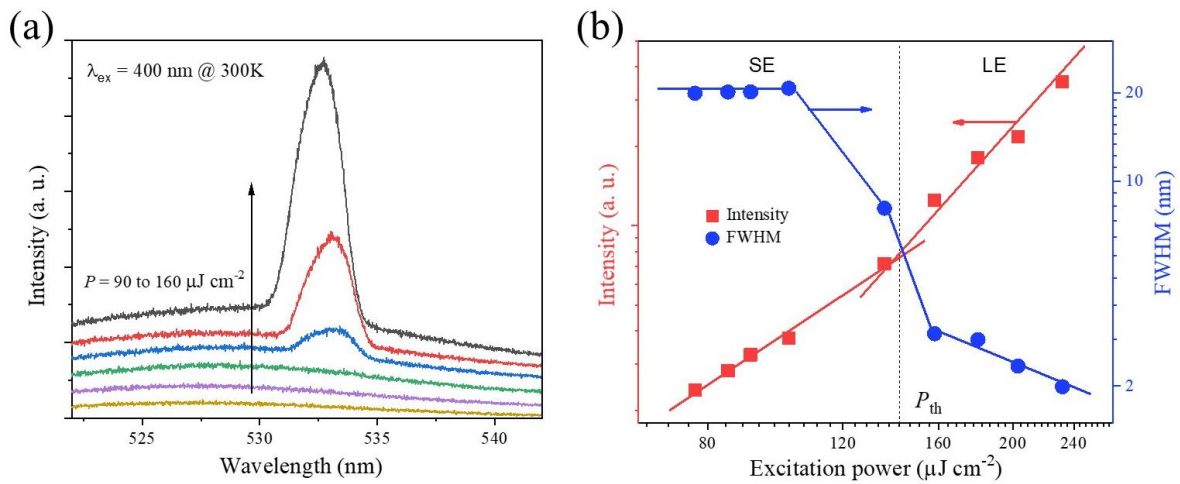 (a)
λex = 400 nm @ 300K
P = 90 to 160 μJ cm-2
Intensity (a. u.)
525
530
535
540
Wavelength (nm)
(b)
SE
LE
Intensity
FWHM
Pth
Intensity (a. u.)
20
10
2
FWHM (nm)
80
120
160
200
240
Excitation power (μJ cm-2)